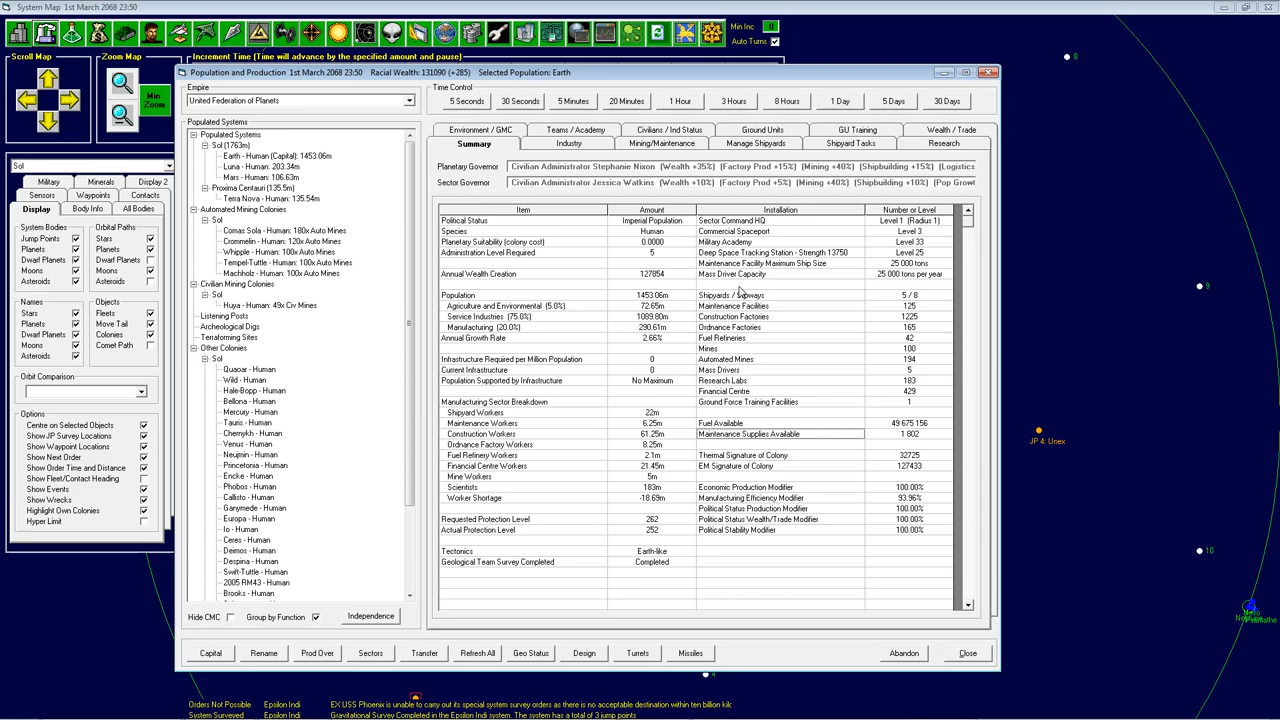 System Map 1st March 2068 23:50
Min Inc 0
Auto Turns
Scroll Map
Zoom Map
Increment Time (Time will advance by the specified amount and pause)
Min Zoom
Population and Production 1st March 2068 23:50 Racial Wealth: 131090 (+285) Selected Population: Earth
Empire
United Federation of Planets
Time Control
5 Seconds 30 Seconds 5 Minutes 20 Minutes 1 Hour 3 Hours 8 Hours 1 Day 5 Days 30 Days
Environment / GMC Teams / Academy Civilians / Ind Status Ground Units GU Training Wealth / Trade
Summary Industry Mining/Maintenance Manage Shipyards Shipyard Tasks Research
Planetary Governor Civilian Administrator Stephanie Nixon (Wealth +35%) (Factory Prod +15%) (Mining +40%) (Shipbuilding +15%) (Logistics
Sector Governor Civilian Administrator Jessica Watkins (Wealth +10%) (Factory Prod +5%) (Mining +40%) (Shipbuilding +10%) (Pop Growt
Sol
Military Minerals Display 2
Sensors Waypoints Contacts
Display Body Info All Bodies
System Bodies
Jump Points
Planets
Dwarf Planets
Moons
Asteroids
Orbital Paths
Stars
Planets
Dwarf Planets
Moons
Asteroids
Names
Stars
Planets
Dwarf Planets
Moons
Asteroids
Objects
Fleets
Move Tail
Colonies
Comet Path
Orbit Comparison
Options
Centre on Selected Objects
Show JP Survey Locations
Show Waypoint Locations
Show Next Order
Show Order Time and Distance
Show Fleet/Contact Heading
Show Events
Show Wrecks
Highlight Own Colonies
Hyper Limit
Populated Systems
Populated Systems
Sol (1763m)
Earth - Human (Capital): 1453.06m
Luna - Human: 203.34m
Mars - Human: 106.63m
Proxima Centauri (135.5m)
Terra Nova - Human: 135.54m
Automated Mining Colonies
Sol
Comas Sola - Human: 180x Auto Mines
Crommelin - Human: 120x Auto Mines
Whipple - Human: 100x Auto Mines
Tempel-Tuttle - Human: 100x Auto Mines
Machholz - Human: 100x Auto Mines
Civilian Mining Colonies
Sol
Huya - Human: 49x Civ Mines
Listening Posts
Archeological Digs
Terraforming Sites
Other Colonies
Sol
Quaoar - Human
Wild - Human
Hale-Bopp - Human
Bellona - Human
Mercury - Human
Tauris - Human
Chernykh - Human
Venus - Human
Neujmin - Human
Princetonia - Human
Encke - Human
Phobos - Human
Callisto - Human
Ganymede - Human
Europa - Human
Io - Human
Ceres - Human
Deimos - Human
Despina - Human
Swift-Tuttle - Human
2005 RM43 - Human
Brooks - Human
Hide CMC Group by Function Independence
Item Amount Installation Number or Level
Political Status Imperial Population Sector Command HQ Level 1 (Radius 1)
Species Human Commercial Spaceport Level 3
Planetary Suitability (colony cost) 0.0000 Military Academy Level 33
Administration Level Required 5 Deep Space Tracking Station - Strength 13750 Level 25
Maintenance Facility Maximum Ship Size 25 000 tons
Annual Wealth Creation 127854 Mass Driver Capacity 25 000 tons per year
Population 1453.06m Shipyards / Slipways 5 / 8
Agriculture and Environmental (5.0%) 72.65m Maintenance Facilities 125
Service Industries (75.0%) 1089.80m Construction Factories 1225
Manufacturing (20.0%) 290.61m Ordnance Factories 165
Annual Growth Rate 2.66% Fuel Refineries 42
Mines 100
Infrastructure Required per Million Population 0 Automated Mines 194
Current Infrastructure 0 Mass Drivers 5
Population Supported by Infrastructure No Maximum Research Labs 183
Financial Centre 429
Manufacturing Sector Breakdown Ground Force Training Facilities 1
Shipyard Workers 22m
Maintenance Workers 6.25m Fuel Available 49 675 156
Construction Workers 61.25m Maintenance Supplies Available 1 802
Ordnance Factory Workers 8.25m
Fuel Refinery Workers 2.1m Thermal Signature of Colony 32725
Financial Centre Workers 21.45m EM Signature of Colony 127433
Mine Workers 5m
Scientists 183m Economic Production Modifier 100.00%
Worker Shortage -18.69m Manufacturing Efficiency Modifier 93.96%
Political Status Production Modifier 100.00%
Requested Protection Level 262 Political Status Wealth/Trade Modifier 100.00%
Actual Protection Level 252 Political Stability Modifier 100.00%
Tectonics Earth-like
Geological Team Survey Completed Completed
Capital Rename Prod Over Sectors Transfer Refresh All Geo Status Design Turrets Missiles Abandon Close
8
9
JP 4: Unex
10
4
Orders Not Possible Epsilon Indi EX USS Phoenix is unable to carry out its special system survey orders as there is no acceptable destination within ten billion kilc
System Surveyed Epsilon Indi Gravitational Survey Completed in the Epsilon Indi system. The system has a total of 3 jump points